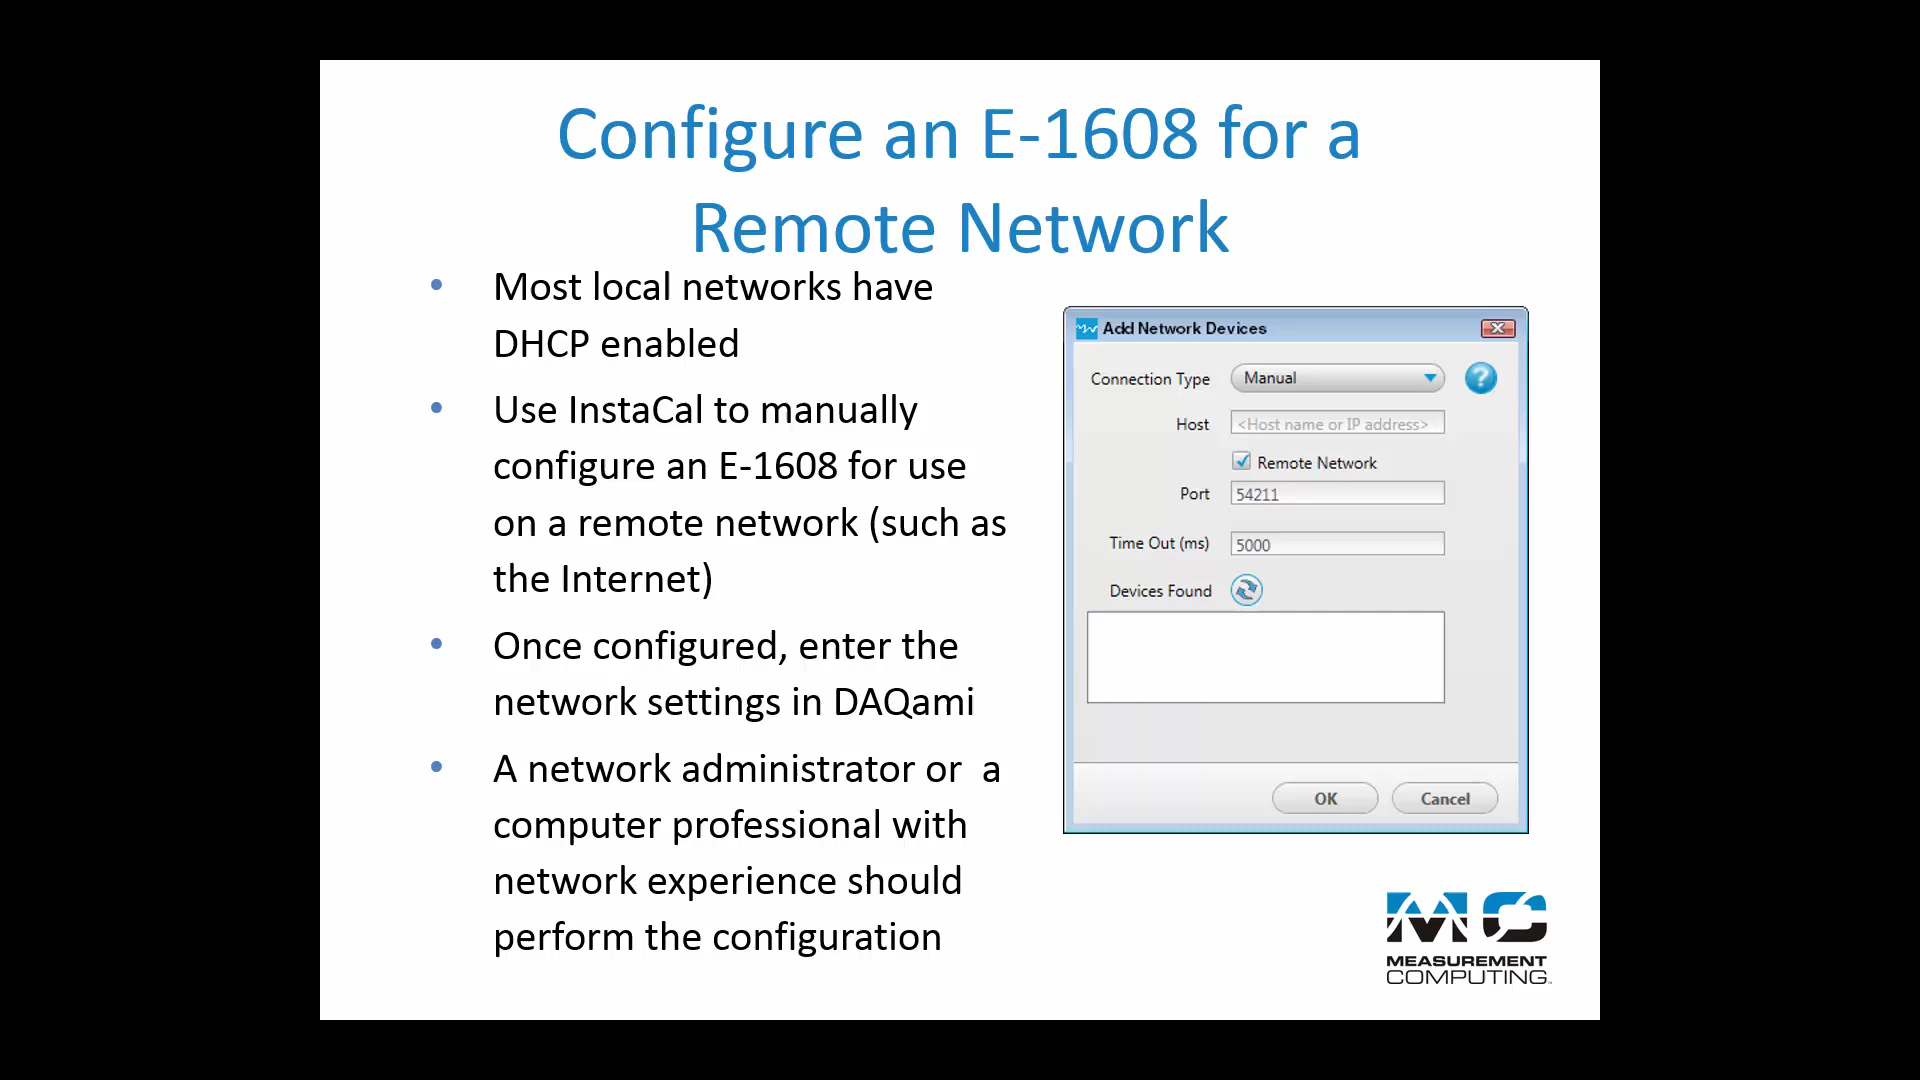 Configure an E-1608 for a
Remote Network
• Most local networks have
DHCP enabled
• Use InstaCal to manually
configure an E-1608 for use
on a remote network (such as
the Internet)
• Once configured, enter the
network settings in DAQami
• A network administrator or  a
computer professional with
network experience should
perform the configuration
Add Network Devices
Connection Type Manual ?
Host <Host name or IP address>
Remote Network
Port 54211
Time Out (ms) 5000
Devices Found
OK Cancel
MC
MEASUREMENT
COMPUTING™